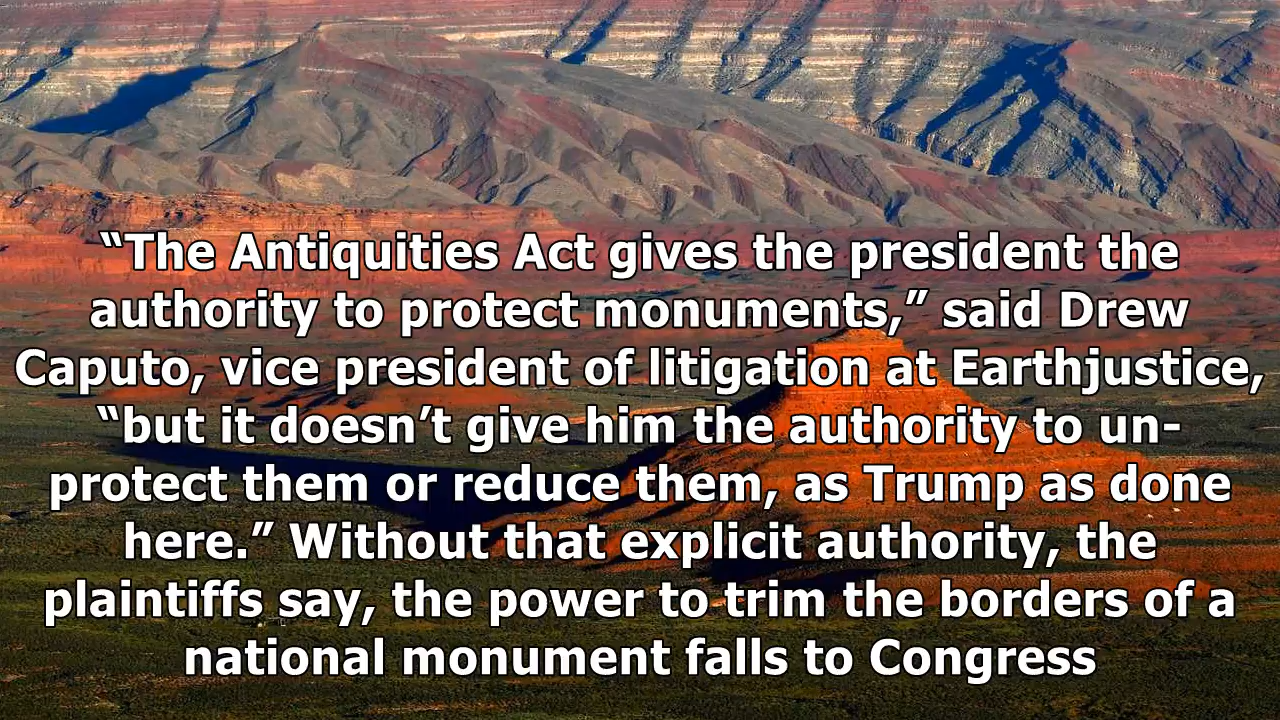 “The Antiquities Act gives the president the
authority to protect monuments,” said Drew
Caputo, vice president of litigation at Earthjustice,
“but it doesn’t give him the authority to un-
protect them or reduce them, as Trump as done
here.” Without that explicit authority, the
plaintiffs say, the power to trim the borders of a
national monument falls to Congress